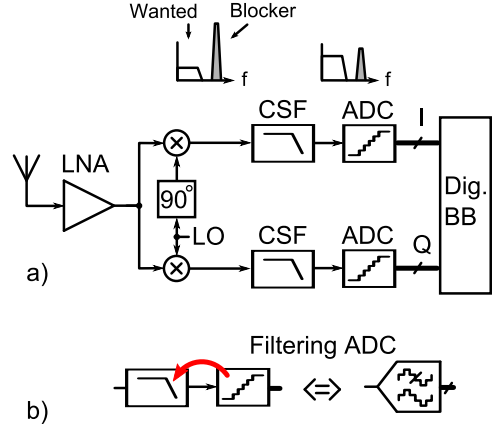 Wanted Blocker
f f
CSF ADC I
LNA
90° Dig. BB
LO
CSF ADC Q
a)
Filtering ADC
b)